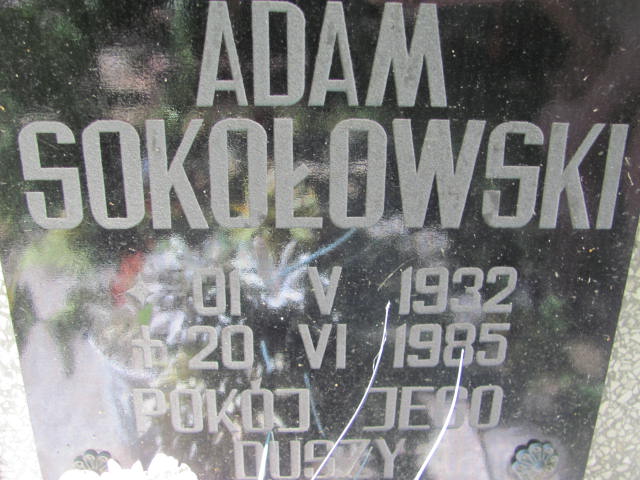 ADAM
SOKOŁOWSKI
01 V 1932
20 VI 1985
POKÓJ JEGO
DUSZY